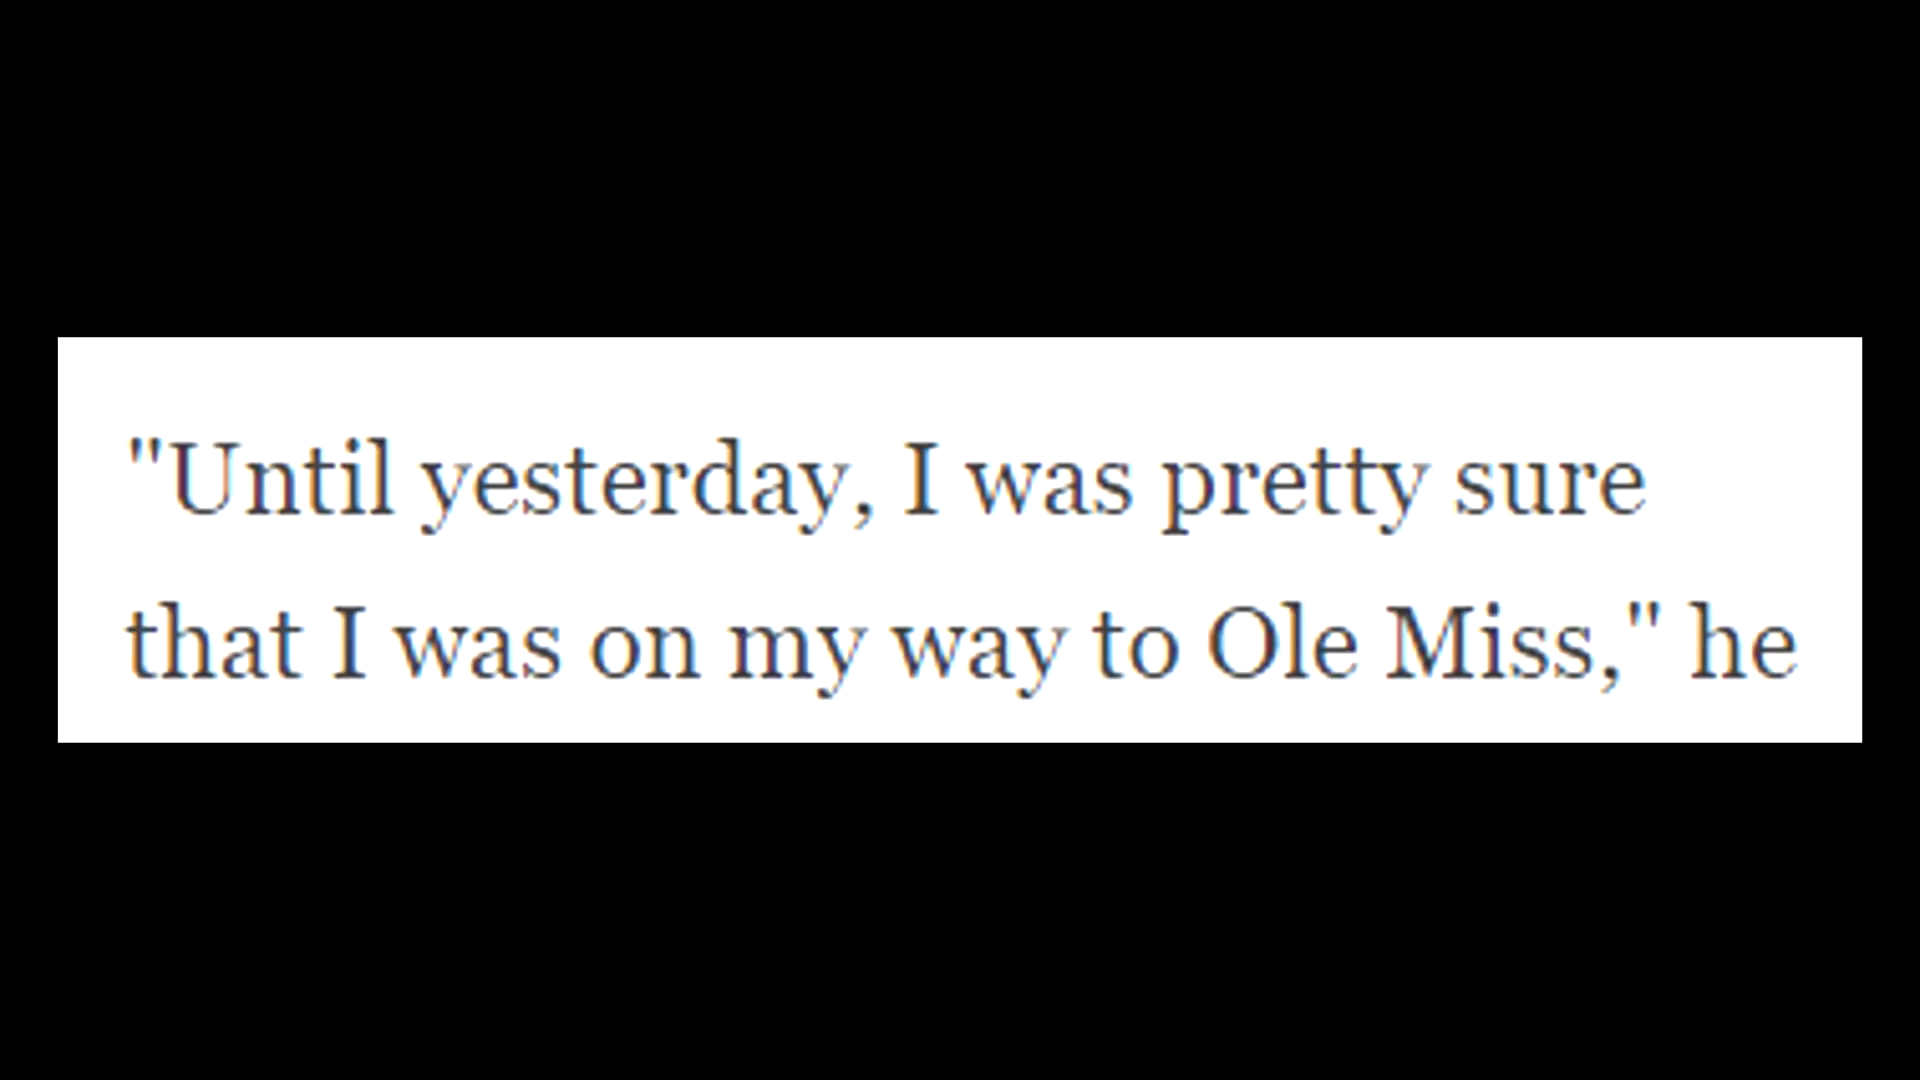 "Until yesterday, I was pretty sure
that I was on my way to Ole Miss," he